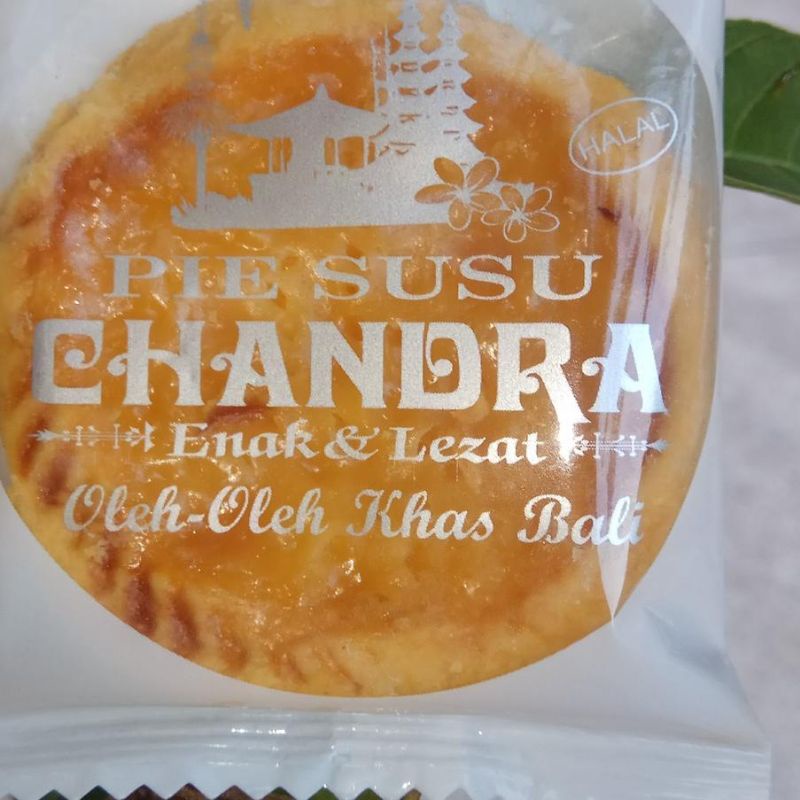 HALAL
PIE SUSU
CHANDRA
Enak & Lezat
Oleh-Oleh Khas Bali